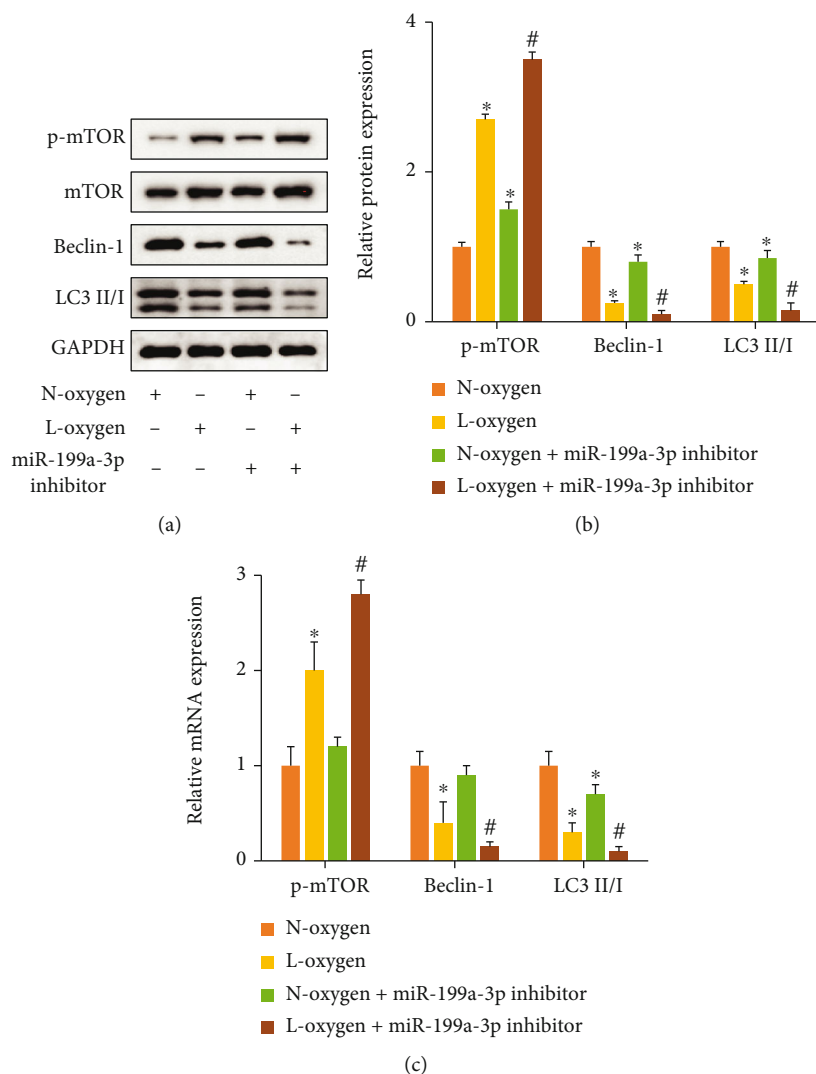 p-mTOR
mTOR
Beclin-1
LC3 II/I
GAPDH
N-oxygen + – + –
L-oxygen – + – +
miR-199a-3p inhibitor – – + +
(a)
Relative protein expression
4
2
1
0
* * #
* * #
* * #
p-mTOR Beclin-1 LC3 II/I
N-oxygen
L-oxygen
N-oxygen + miR-199a-3p inhibitor
L-oxygen + miR-199a-3p inhibitor
(b)
Relative mRNA expression
3
2
1
0
* #
* #
* * #
p-mTOR Beclin-1 LC3 II/I
N-oxygen
L-oxygen
N-oxygen + miR-199a-3p inhibitor
L-oxygen + miR-199a-3p inhibitor
(c)